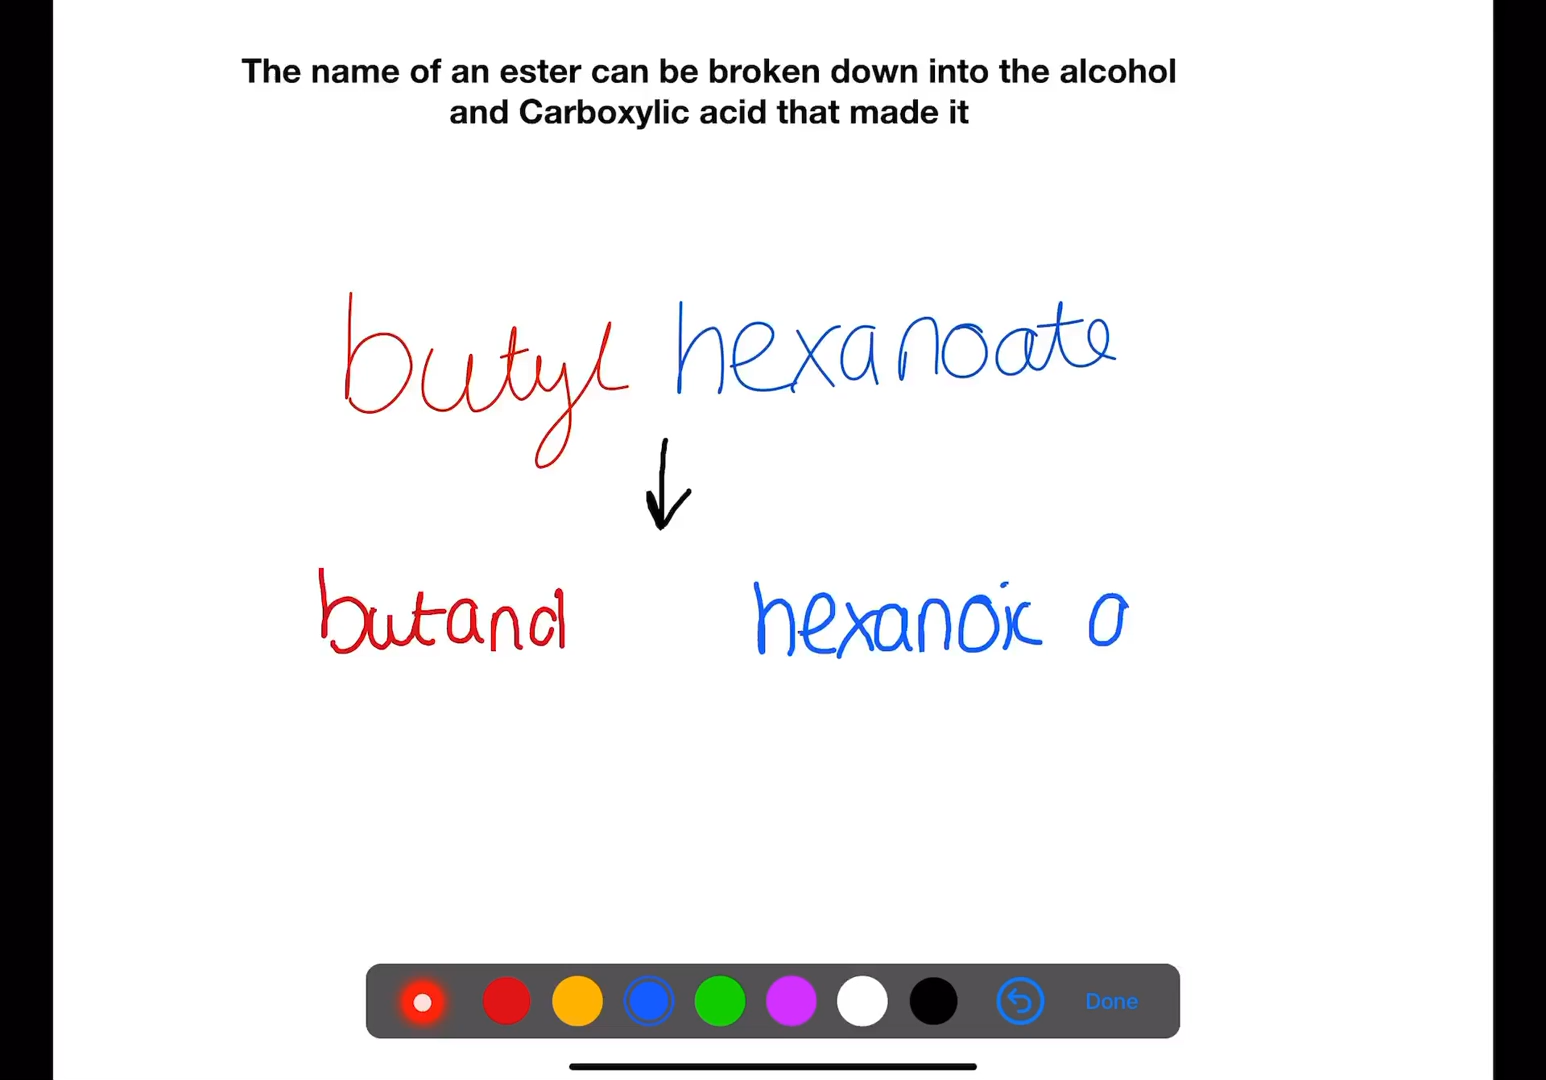 The name of an ester can be broken down into the alcohol
and Carboxylic acid that made it
butyl hexanoate
butanol hexanoic a
Done